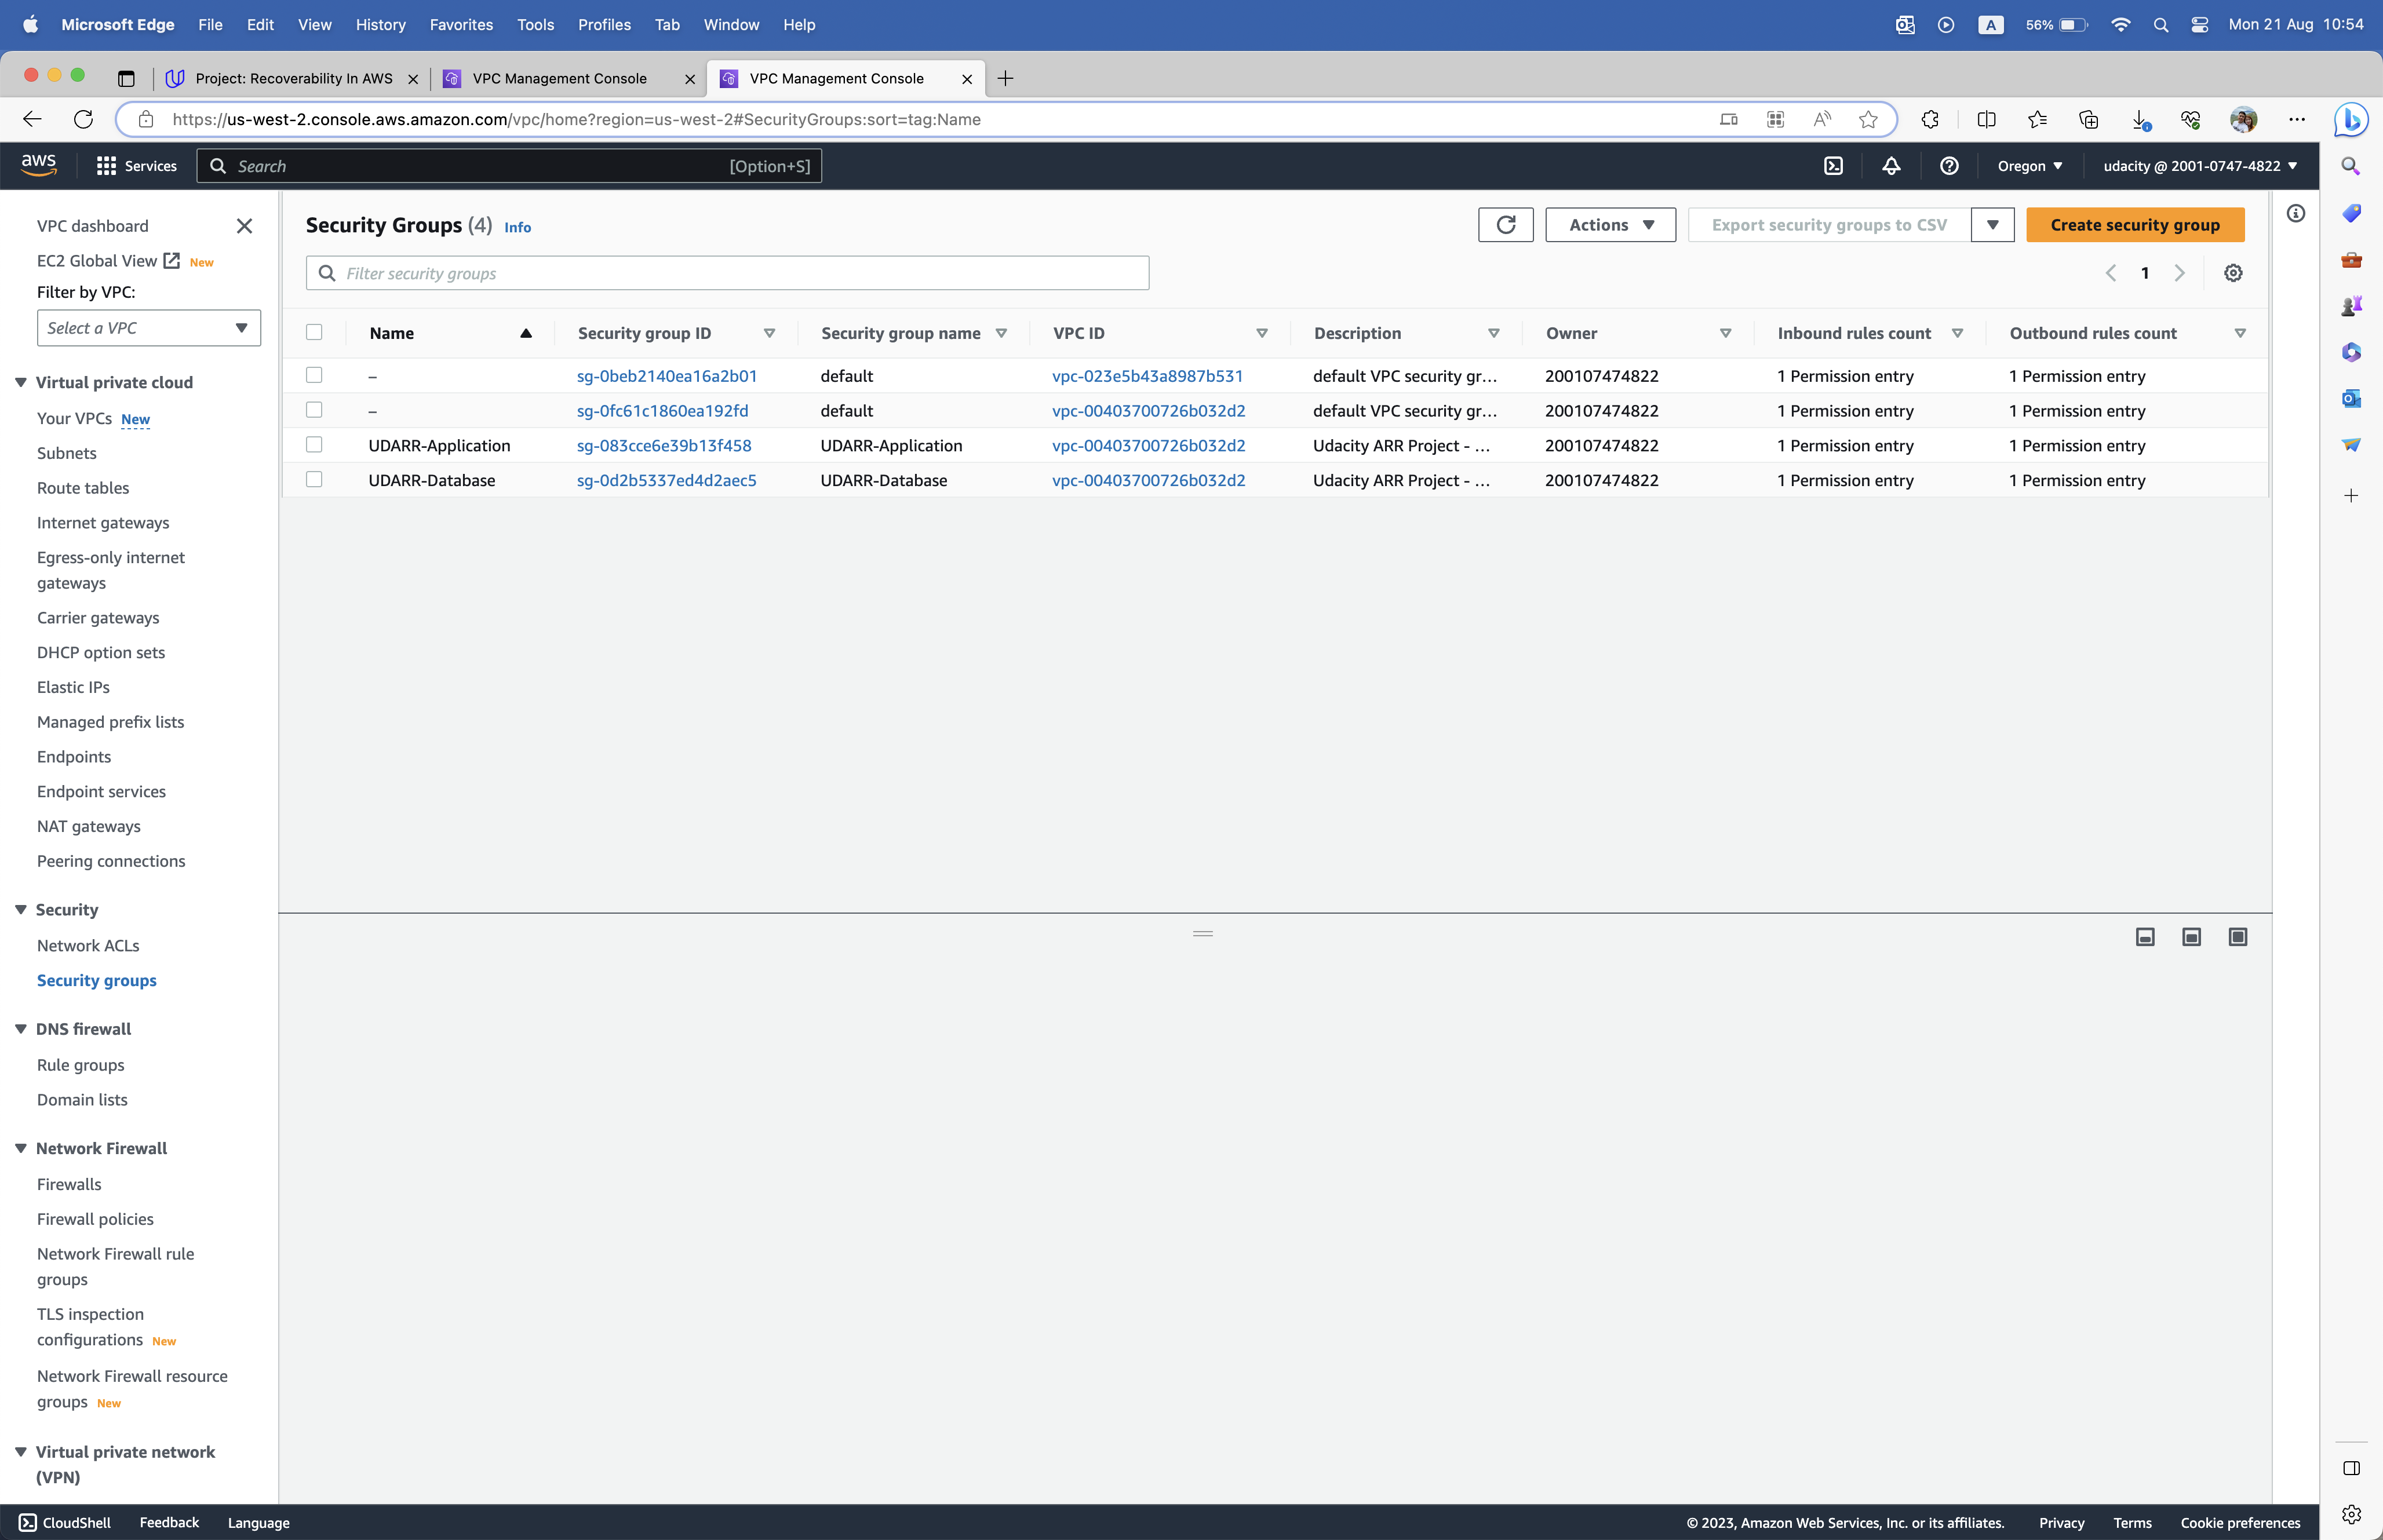 Microsoft Edge File Edit View History Favorites Tools Profiles Tab Window Help A 56% Mon 21 Aug 10:54
Project: Recoverability In AWS VPC Management Console VPC Management Console
https://us-west-2.console.aws.amazon.com/vpc/home?region=us-west-2#SecurityGroups:sort=tag:Name
aws Services Search [Option+S] Oregon udacity @ 2001-0747-4822
VPC dashboard
EC2 Global View New
Filter by VPC:
Select a VPC
Virtual private cloud
Your VPCs New
Subnets
Route tables
Internet gateways
Egress-only internet
gateways
Carrier gateways
DHCP option sets
Elastic IPs
Managed prefix lists
Endpoints
Endpoint services
NAT gateways
Peering connections
Security
Network ACLs
Security groups
DNS firewall
Rule groups
Domain lists
Network Firewall
Firewalls
Firewall policies
Network Firewall rule
groups
TLS inspection
configurations New
Network Firewall resource
groups New
Virtual private network
(VPN)
Security Groups (4) Info Actions Export security groups to CSV Create security group
Filter security groups 1
Name Security group ID Security group name VPC ID Description Owner Inbound rules count Outbound rules count
– sg-0beb2140ea16a2b01 default vpc-023e5b43a8987b531 default VPC security gr... 200107474822 1 Permission entry 1 Permission entry
– sg-0fc61c1860ea192fd default vpc-00403700726b032d2 default VPC security gr... 200107474822 1 Permission entry 1 Permission entry
UDARR-Application sg-083cce6e39b13f458 UDARR-Application vpc-00403700726b032d2 Udacity ARR Project - ... 200107474822 1 Permission entry 1 Permission entry
UDARR-Database sg-0d2b5337ed4d2aec5 UDARR-Database vpc-00403700726b032d2 Udacity ARR Project - ... 200107474822 1 Permission entry 1 Permission entry
CloudShell Feedback Language © 2023, Amazon Web Services, Inc. or its affiliates. Privacy Terms Cookie preferences